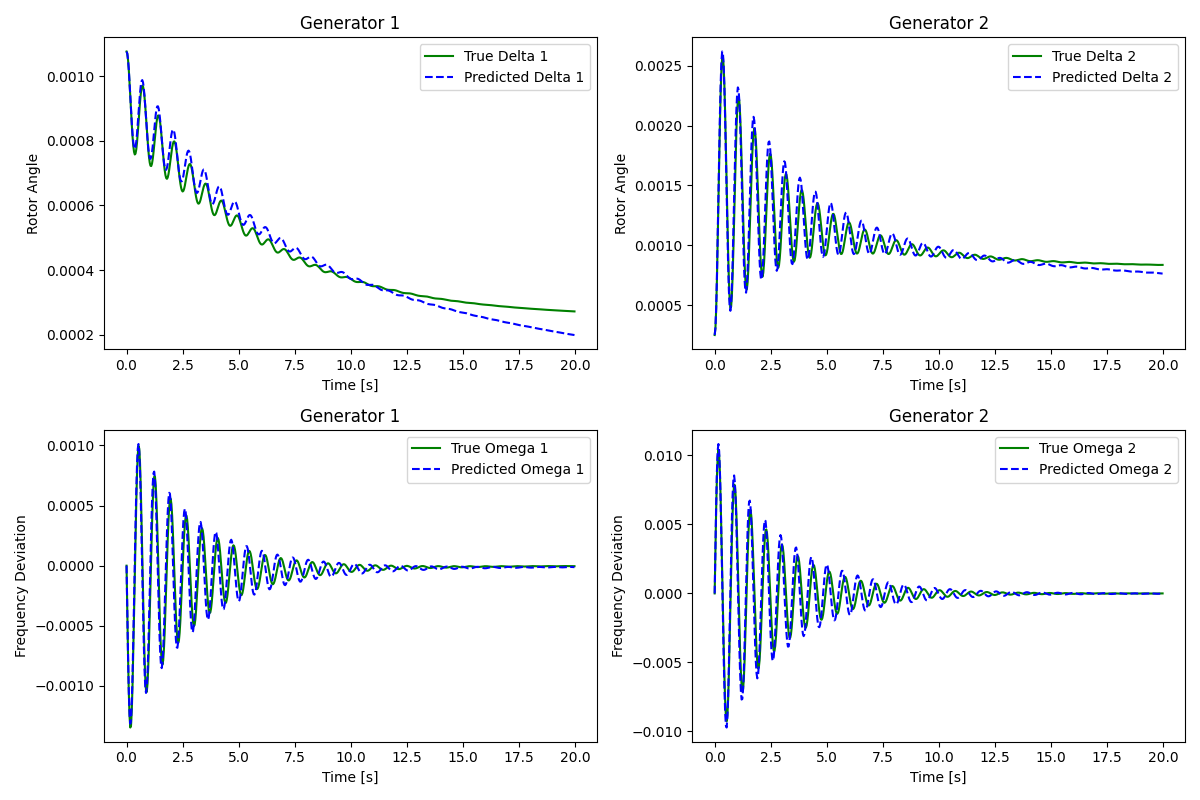 Generator 1
True Delta 1
Predicted Delta 1
Rotor Angle
0.0010
0.0008
0.0006
0.0004
0.0002
0.0 2.5 5.0 7.5 10.0 12.5 15.0 17.5 20.0
Time [s]
Generator 2
True Delta 2
Predicted Delta 2
Rotor Angle
0.0025
0.0020
0.0015
0.0010
0.0005
0.0 2.5 5.0 7.5 10.0 12.5 15.0 17.5 20.0
Time [s]
Generator 1
True Omega 1
Predicted Omega 1
Frequency Deviation
0.0010
0.0005
0.0000
−0.0005
−0.0010
0.0 2.5 5.0 7.5 10.0 12.5 15.0 17.5 20.0
Time [s]
Generator 2
True Omega 2
Predicted Omega 2
Frequency Deviation
0.010
0.005
0.000
−0.005
−0.010
0.0 2.5 5.0 7.5 10.0 12.5 15.0 17.5 20.0
Time [s]